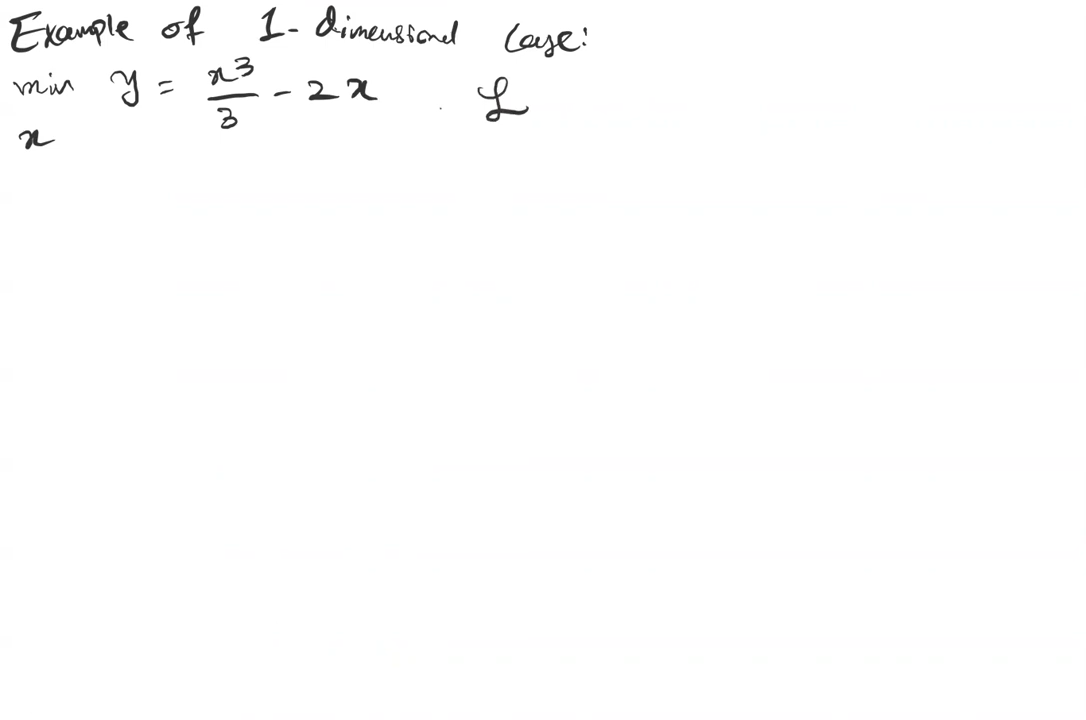 Example of 1-dimensional Case:
min y = x³/3 - 2x ℒ
x